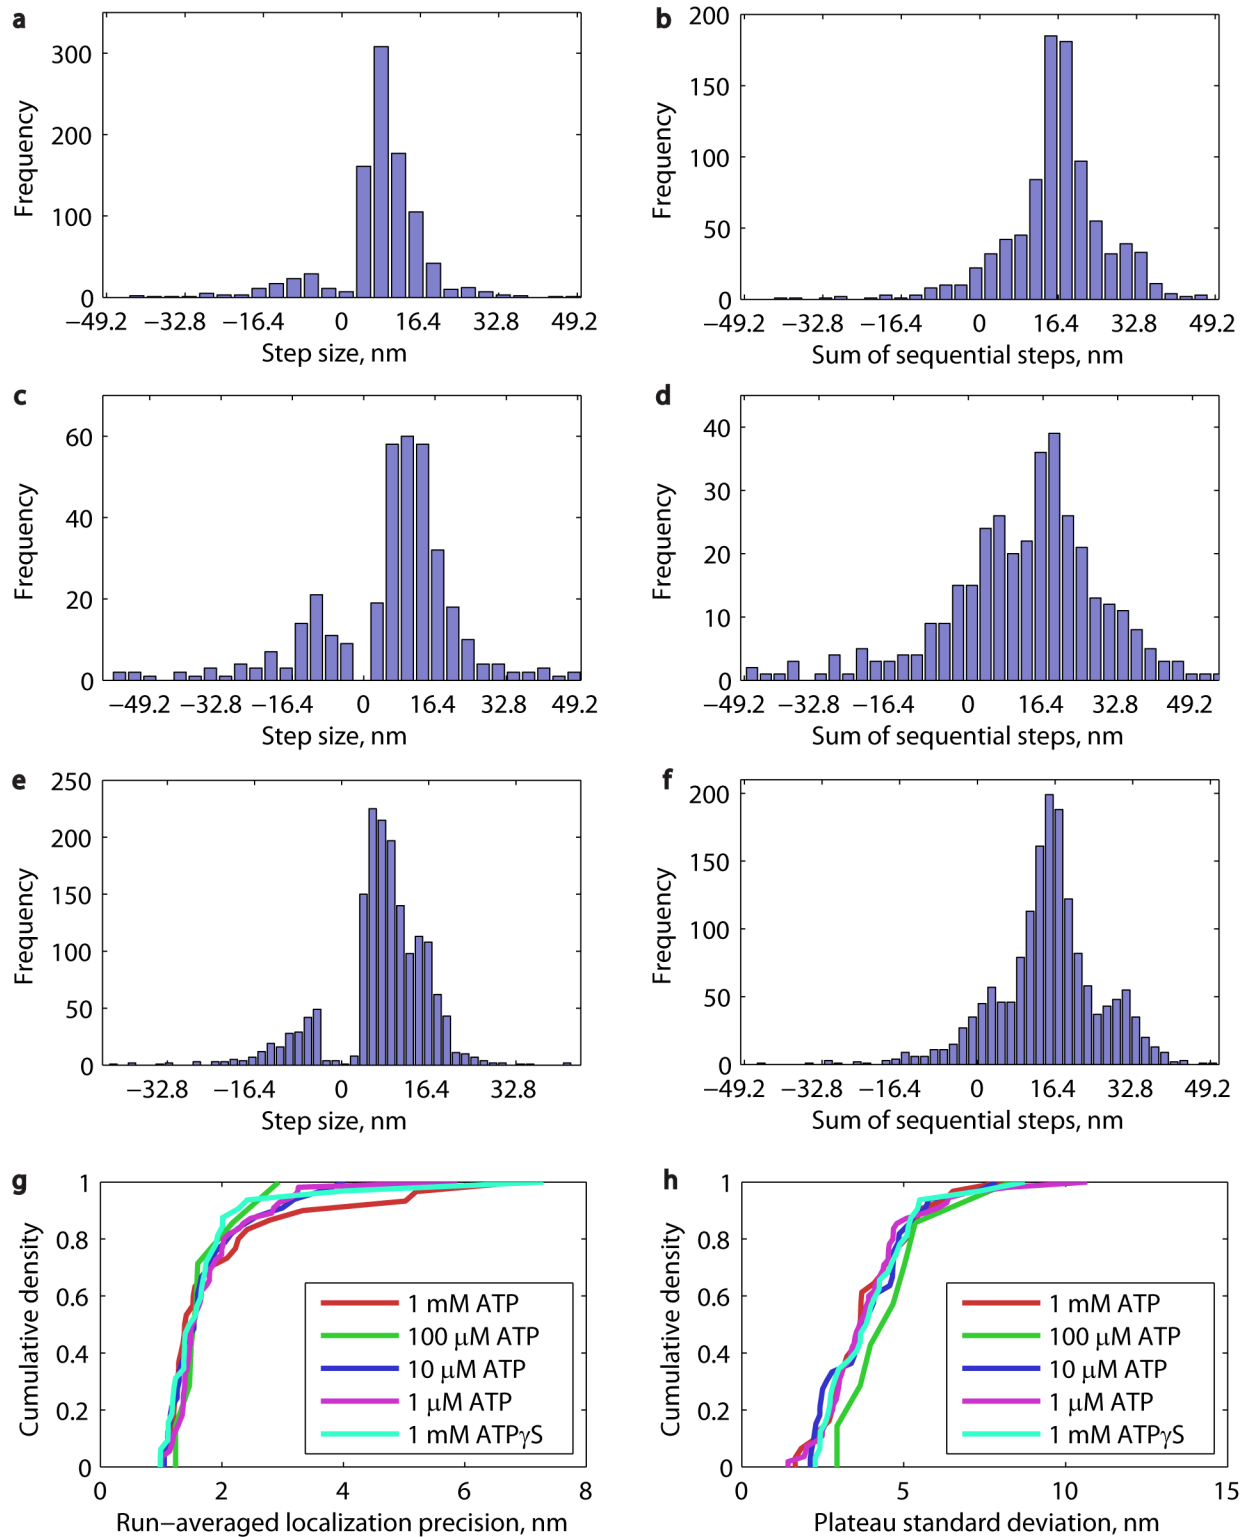 a
Frequency
300
200
100
0
−49.2 −32.8 −16.4 0 16.4 32.8 49.2
Step size, nm
b
Frequency
200
150
100
50
0
−49.2 −32.8 −16.4 0 16.4 32.8 49.2
Sum of sequential steps, nm
c
Frequency
60
40
20
0
−49.2 −32.8 −16.4 0 16.4 32.8 49.2
Step size, nm
d
Frequency
40
30
20
10
0
−49.2 −32.8 −16.4 0 16.4 32.8 49.2
Sum of sequential steps, nm
e
Frequency
250
200
150
100
50
0
−32.8 −16.4 0 16.4 32.8
Step size, nm
f
Frequency
200
150
100
50
0
−49.2 −32.8 −16.4 0 16.4 32.8 49.2
Sum of sequential steps, nm
g
Cumulative density
1
0.8
0.6
0.4
0.2
0
1 mM ATP
100 μM ATP
10 μM ATP
1 μM ATP
1 mM ATPγS
0 2 4 6 8
Run−averaged localization precision, nm
h
Cumulative density
1
0.8
0.6
0.4
0.2
0
1 mM ATP
100 μM ATP
10 μM ATP
1 μM ATP
1 mM ATPγS
0 5 10 15
Plateau standard deviation, nm